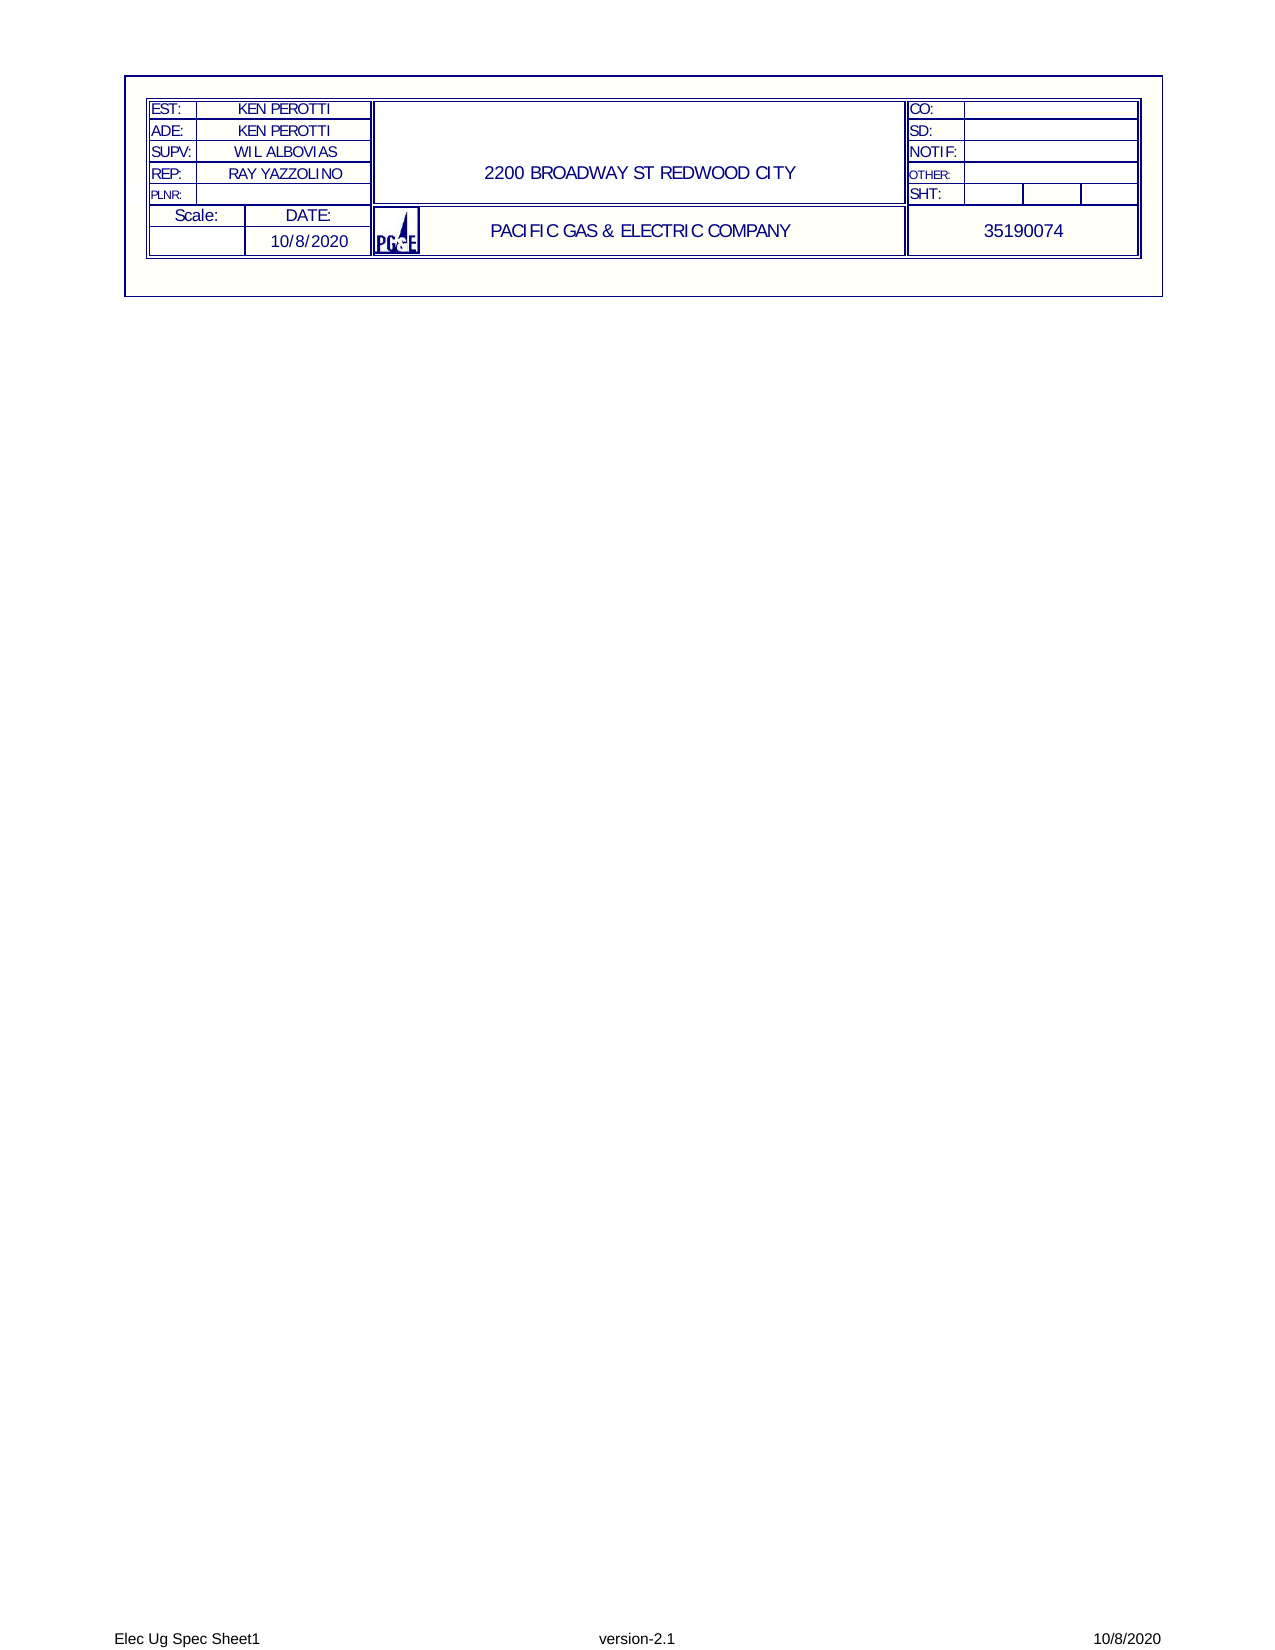 EST: KEN PEROTTI CO:
ADE: KEN PEROTTI SD:
SUPV: WIL ALBOVIAS NOTIF:
REP: RAY YAZZOLINO 2200 BROADWAY ST REDWOOD CITY OTHER:
PLNR: SHT:
Scale: DATE:
10/8/2020 PG&E PACIFIC GAS & ELECTRIC COMPANY 35190074
Elec Ug Spec Sheet1 version-2.1 10/8/2020